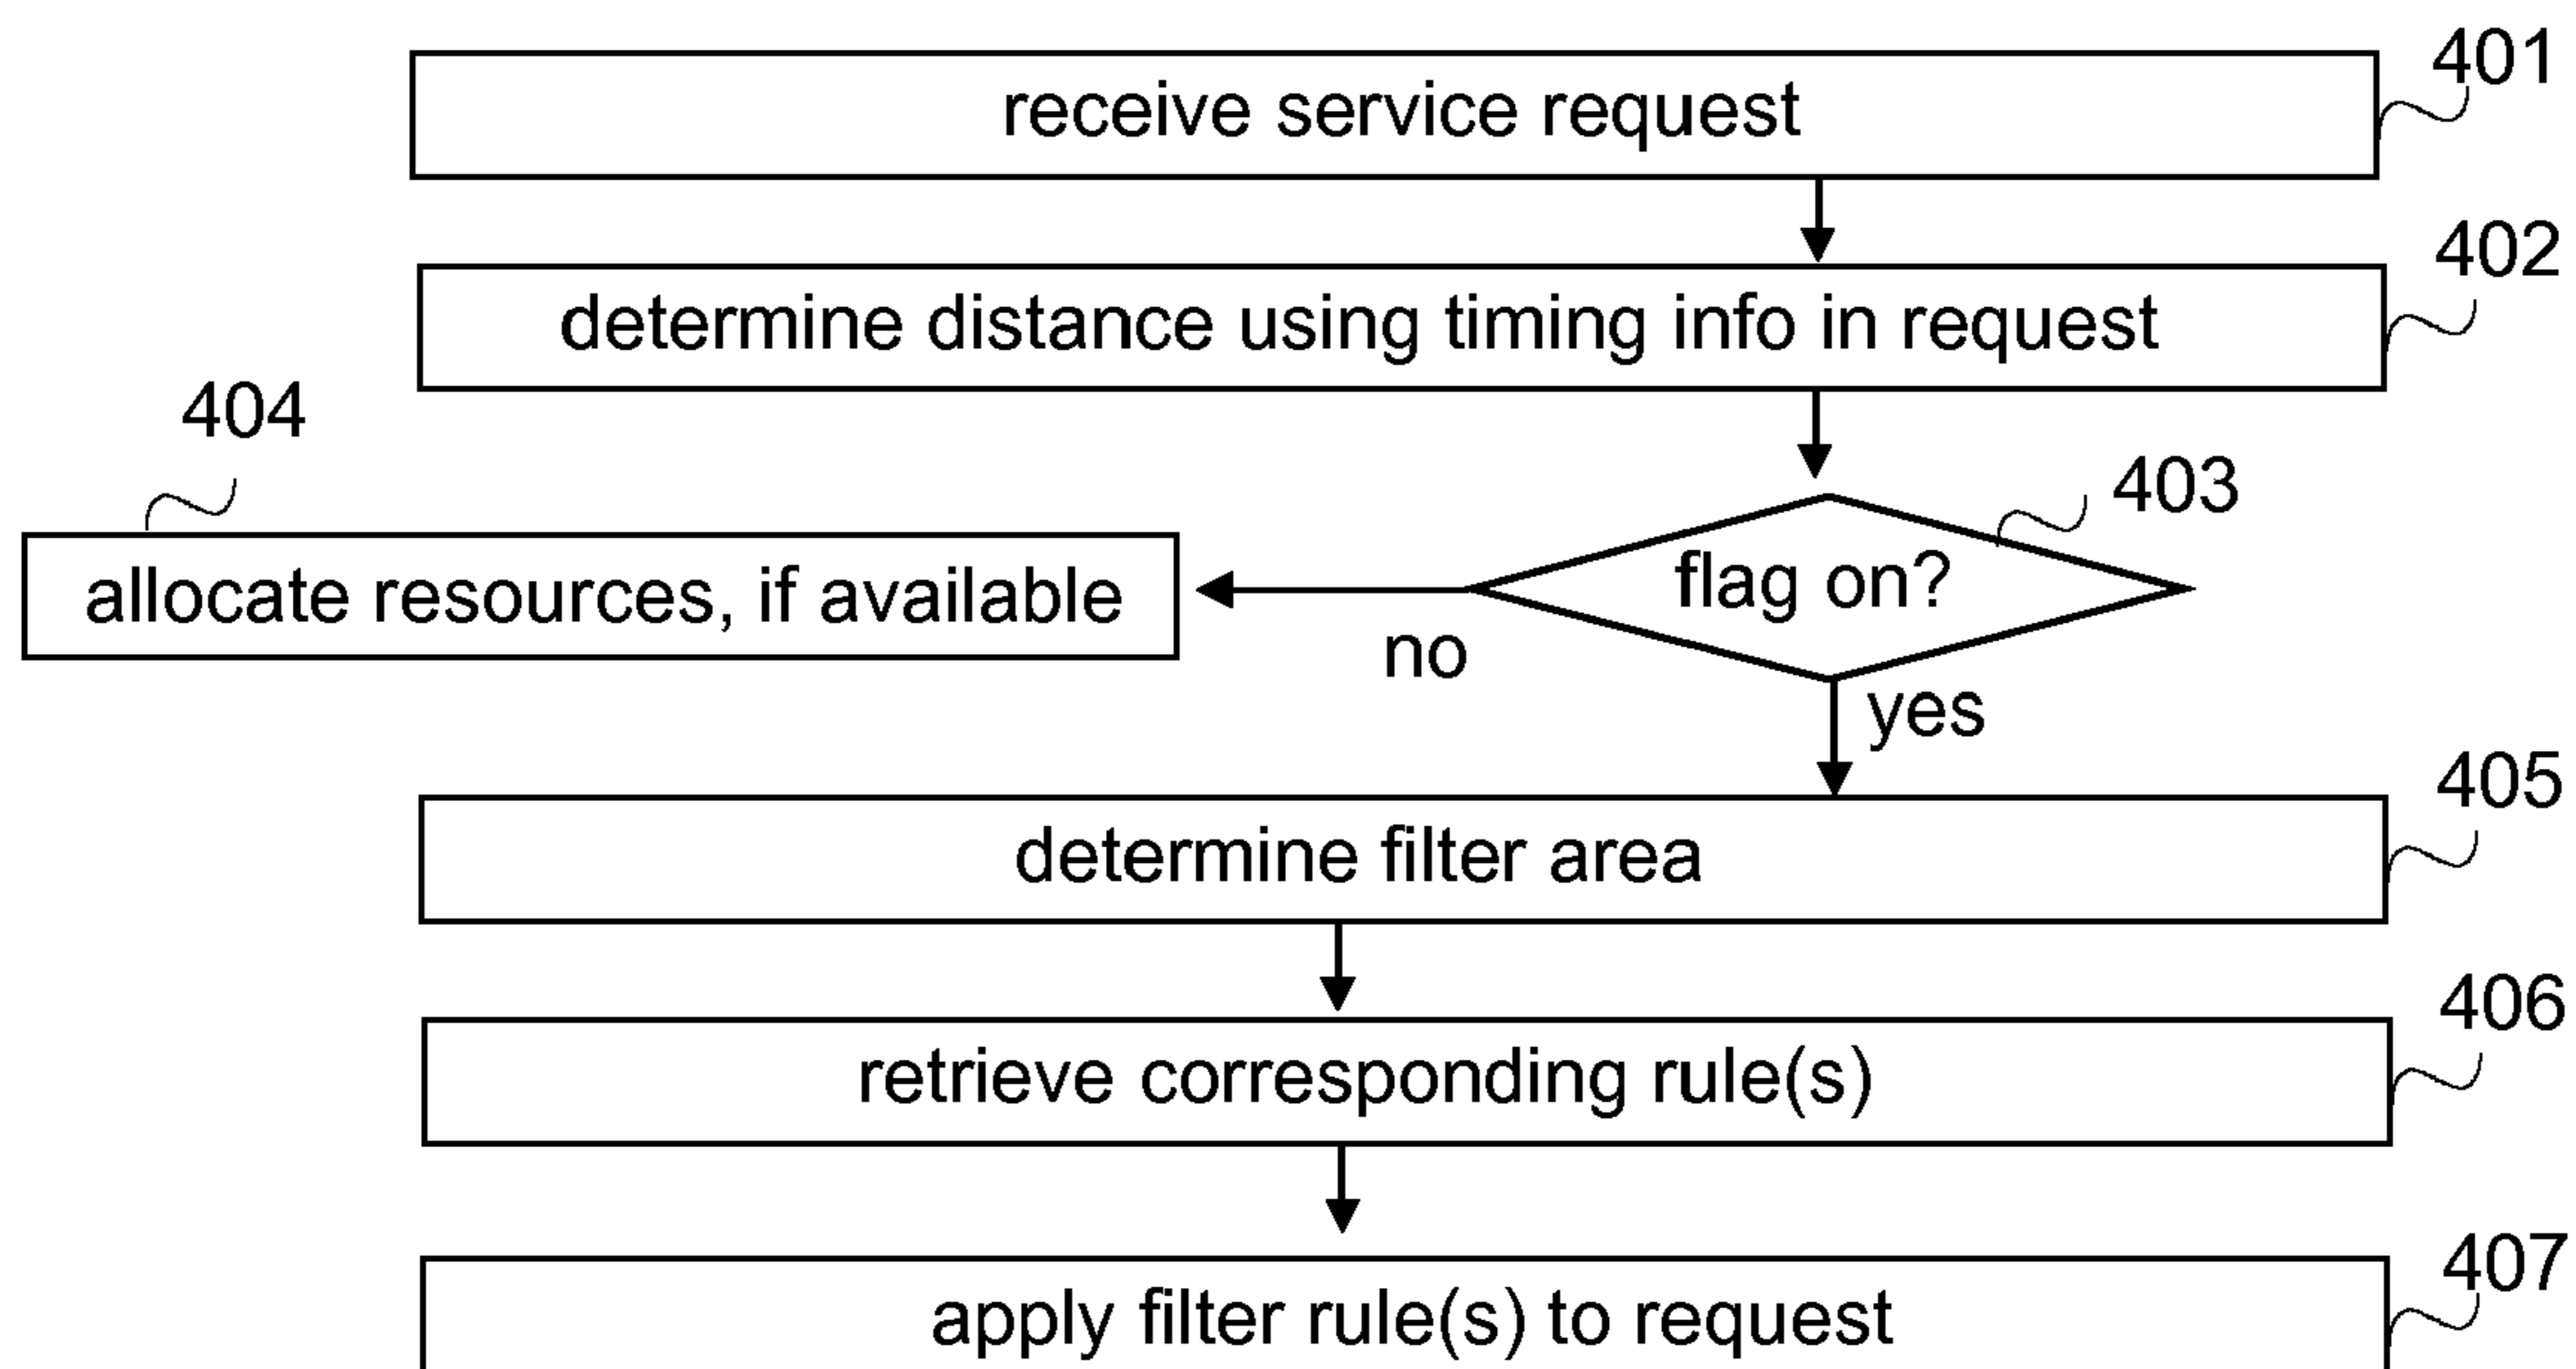 401
receive service request
402
determine distance using timing info in request
404
403
flag on?
allocate resources, if available
no
yes
405
determine filter area
406
retrieve corresponding rule(s)
407
apply filter rule(s) to request